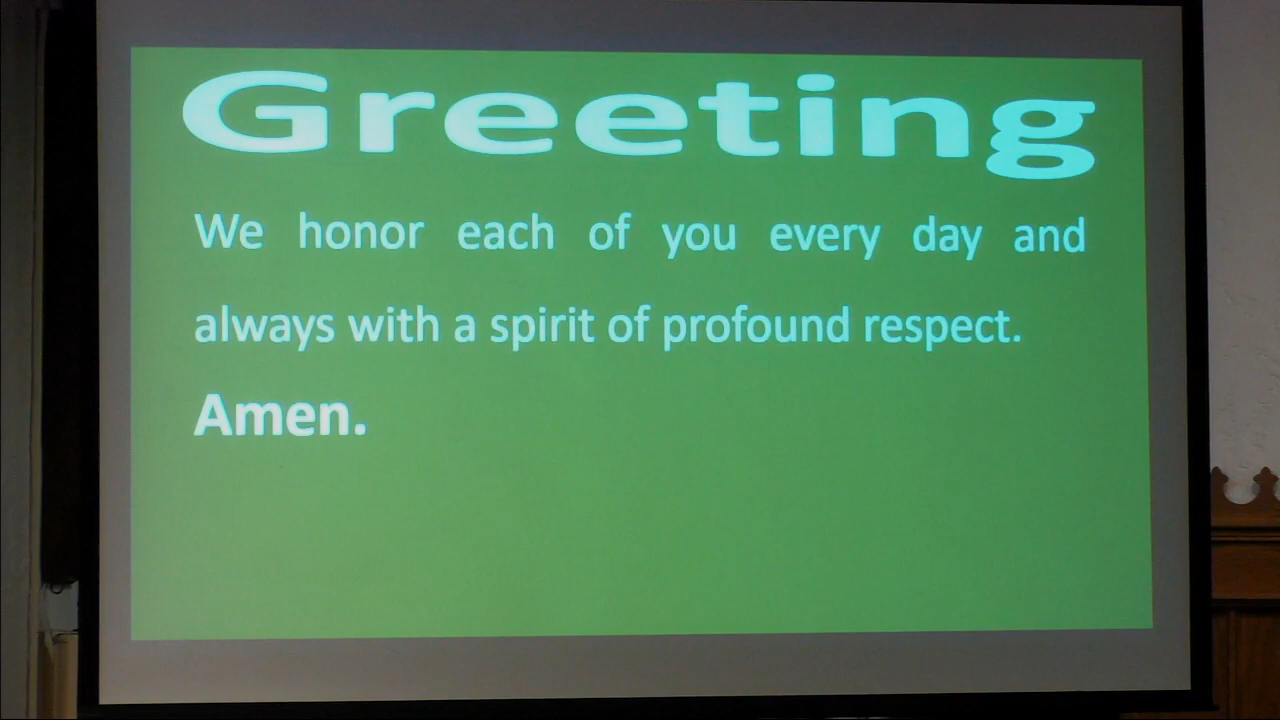 Greeting
We honor each of you every day and
always with a spirit of profound respect.
Amen.